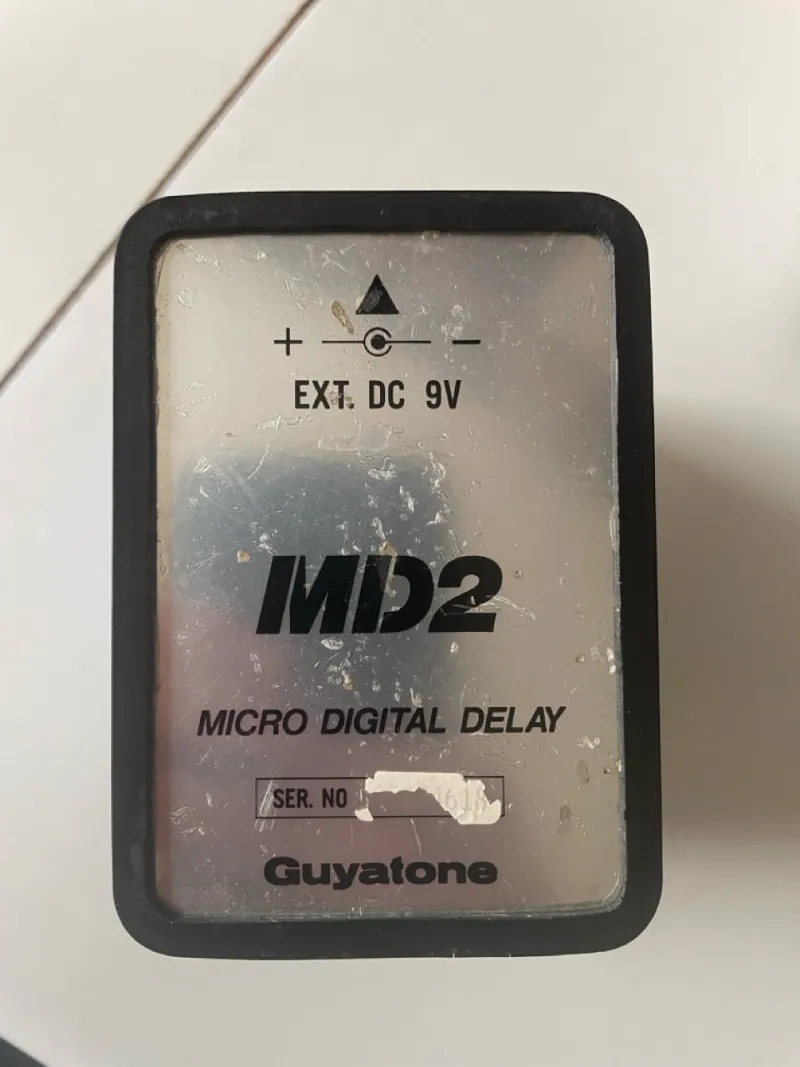 + -
EXT. DC 9V
MD2
MICRO DIGITAL DELAY
SER. NO
Guyatone